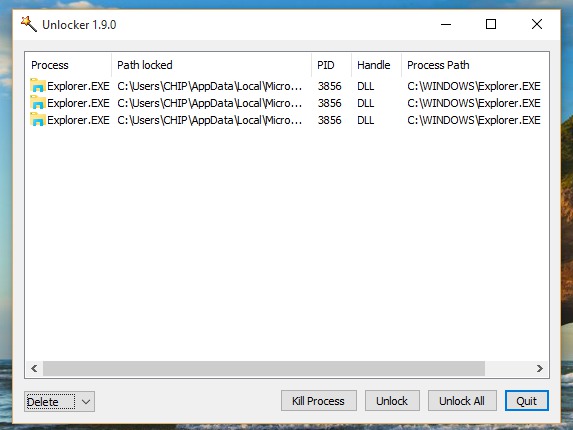 Unlocker 1.9.0
Process Path locked PID Handle Process Path
Explorer.EXE C:\Users\CHIP\AppData\Local\Micro... 3856 DLL C:\WINDOWS\Explorer.EXE
Explorer.EXE C:\Users\CHIP\AppData\Local\Micro... 3856 DLL C:\WINDOWS\Explorer.EXE
Explorer.EXE C:\Users\CHIP\AppData\Local\Micro... 3856 DLL C:\WINDOWS\Explorer.EXE
Delete Kill Process Unlock Unlock All Quit